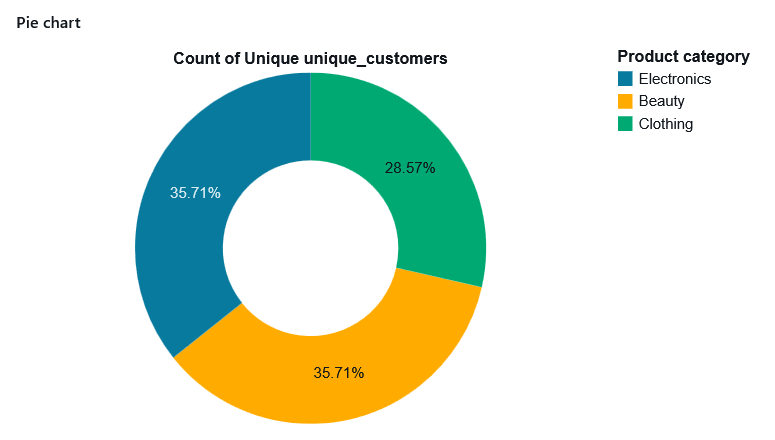 Pie chart
Count of Unique unique_customers
Product category
Electronics
Beauty
Clothing
28.57%
35.71%
35.71%